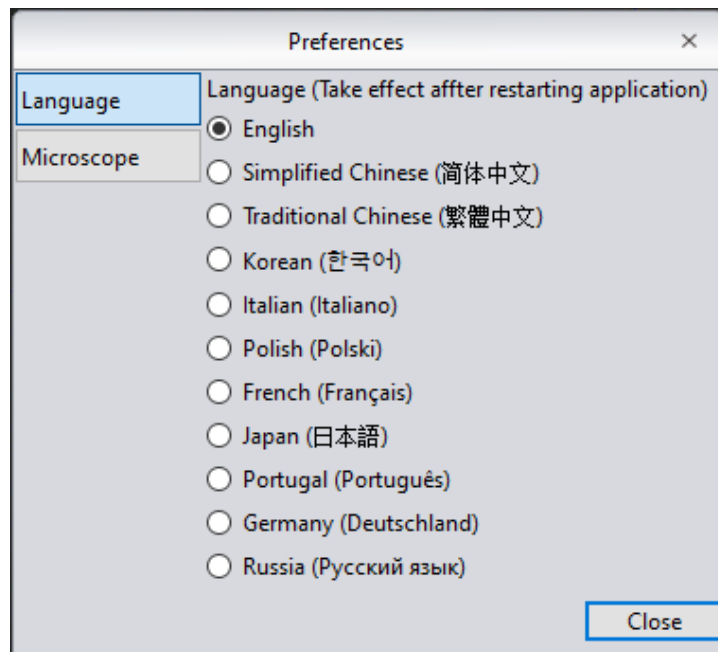 Preferences
Language
Microscope
Language (Take effect affter restarting application)
English
Simplified Chinese (简体中文)
Traditional Chinese (繁體中文)
Korean (한국어)
Italian (Italiano)
Polish (Polski)
French (Français)
Japan (日本語)
Portugal (Português)
Germany (Deutschland)
Russia (Русский язык)
Close